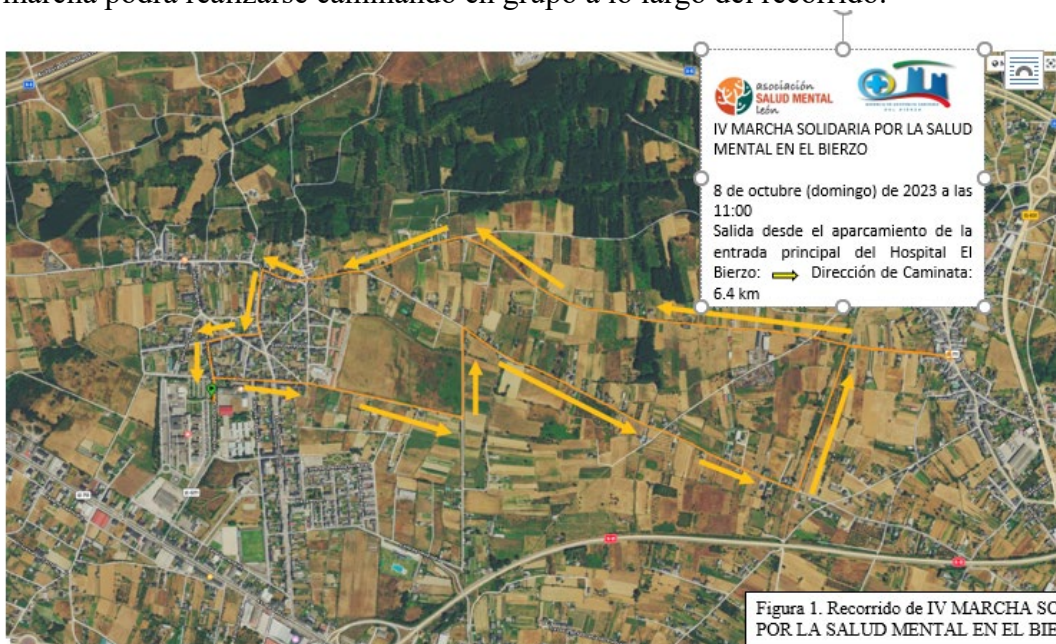 marcha podrá realizarse caminando en grupo a lo largo del recorrido.
asociación
SALUD MENTAL
león
IV MARCHA SOLIDARIA POR LA SALUD
MENTAL EN EL BIERZO
8 de octubre (domingo) de 2023 a las
11:00
Salida desde el aparcamiento de la
entrada principal del Hospital El
Bierzo: Dirección de Caminata:
6.4 km
Figura 1. Recorrido de IV MARCHA SO
POR LA SALUD MENTAL EN EL BIE